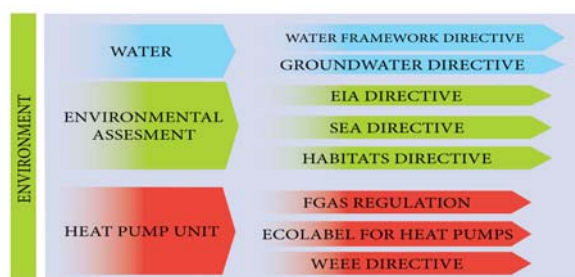 ENVIRONMENT
WATER
WATER FRAMEWORK DIRECTIVE
GROUNDWATER DIRECTIVE
ENVIRONMENTAL
ASSESMENT
EIA DIRECTIVE
SEA DIRECTIVE
HABITATS DIRECTIVE
HEAT PUMP UNIT
FGAS REGULATION
ECOLABEL FOR HEAT PUMPS
WEEE DIRECTIVE